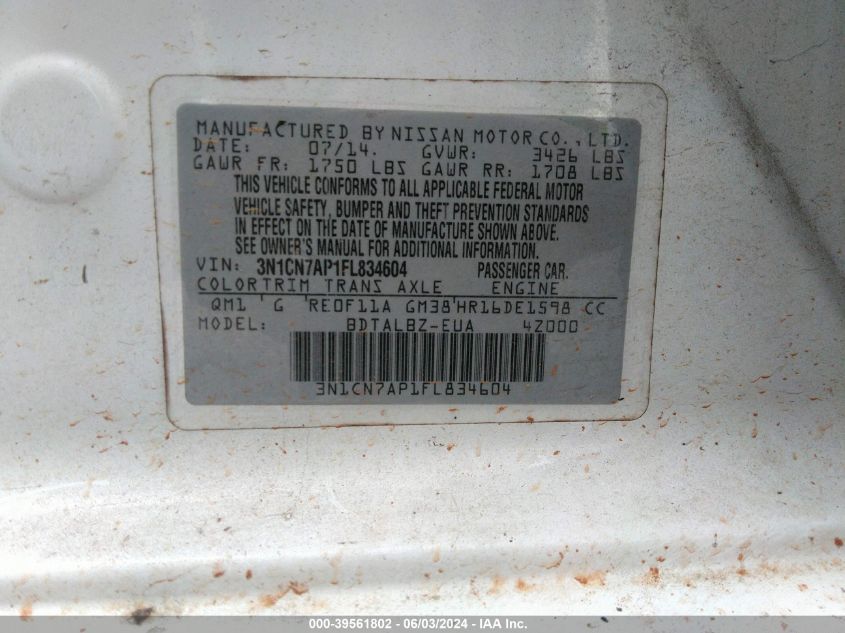 MANUFACTURED BY NISSAN MOTOR CO., LTD.
DATE: 07/14. GVWR: 3426 LBS
GAWR FR: 1750 LBS GAWR RR: 1708 LBS
THIS VEHICLE CONFORMS TO ALL APPLICABLE FEDERAL MOTOR
VEHICLE SAFETY, BUMPER AND THEFT PREVENTION STANDARDS
IN EFFECT ON THE DATE OF MANUFACTURE SHOWN ABOVE.
SEE OWNER'S MANUAL FOR ADDITIONAL INFORMATION.
VIN: 3N1CN7AP1FL834604 PASSENGER CAR.
COLOR TRIM TRANS AXLE ENGINE
QM1 'G RE0F11A GM38'HR16DE1598 CC
MODEL: BDTALBZ-EUA 4Z000
3N1CN7AP1FL834604
000-39561802 - 06/03/2024 - IAA Inc.